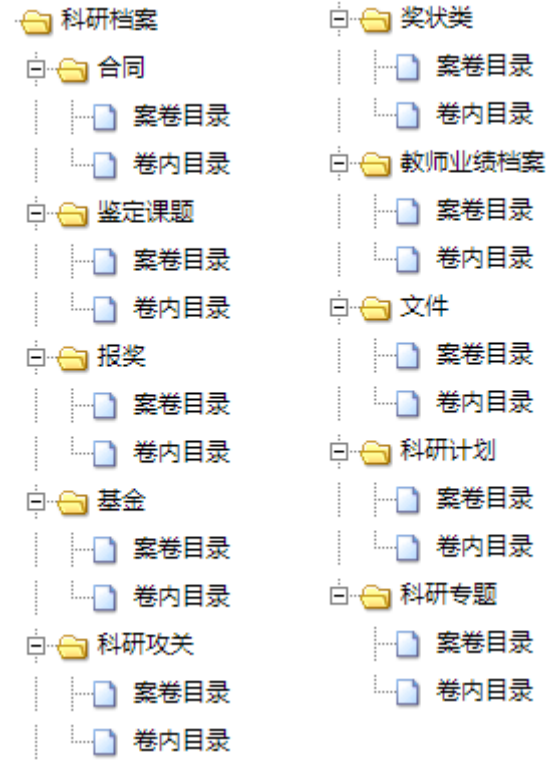 科研档案
合同
案卷目录
卷内目录
鉴定课题
案卷目录
卷内目录
报奖
案卷目录
卷内目录
基金
案卷目录
卷内目录
科研攻关
案卷目录
卷内目录
奖状类
案卷目录
卷内目录
教师业绩档案
案卷目录
卷内目录
文件
案卷目录
卷内目录
科研计划
案卷目录
卷内目录
科研专题
案卷目录
卷内目录